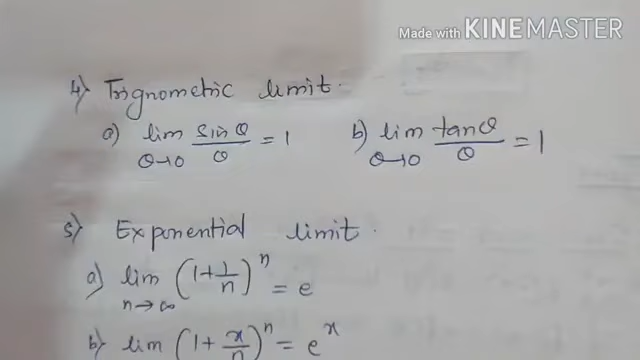 Made with KINEMASTER
4) Trignometric limit.
a) lim θ→0 sinθ/θ = 1 b) lim θ→0 tanθ/θ = 1
5) Exponential limit.
a) lim n→∞ (1+1/n)^n = e
b) lim (1+x/n)^n = e^x